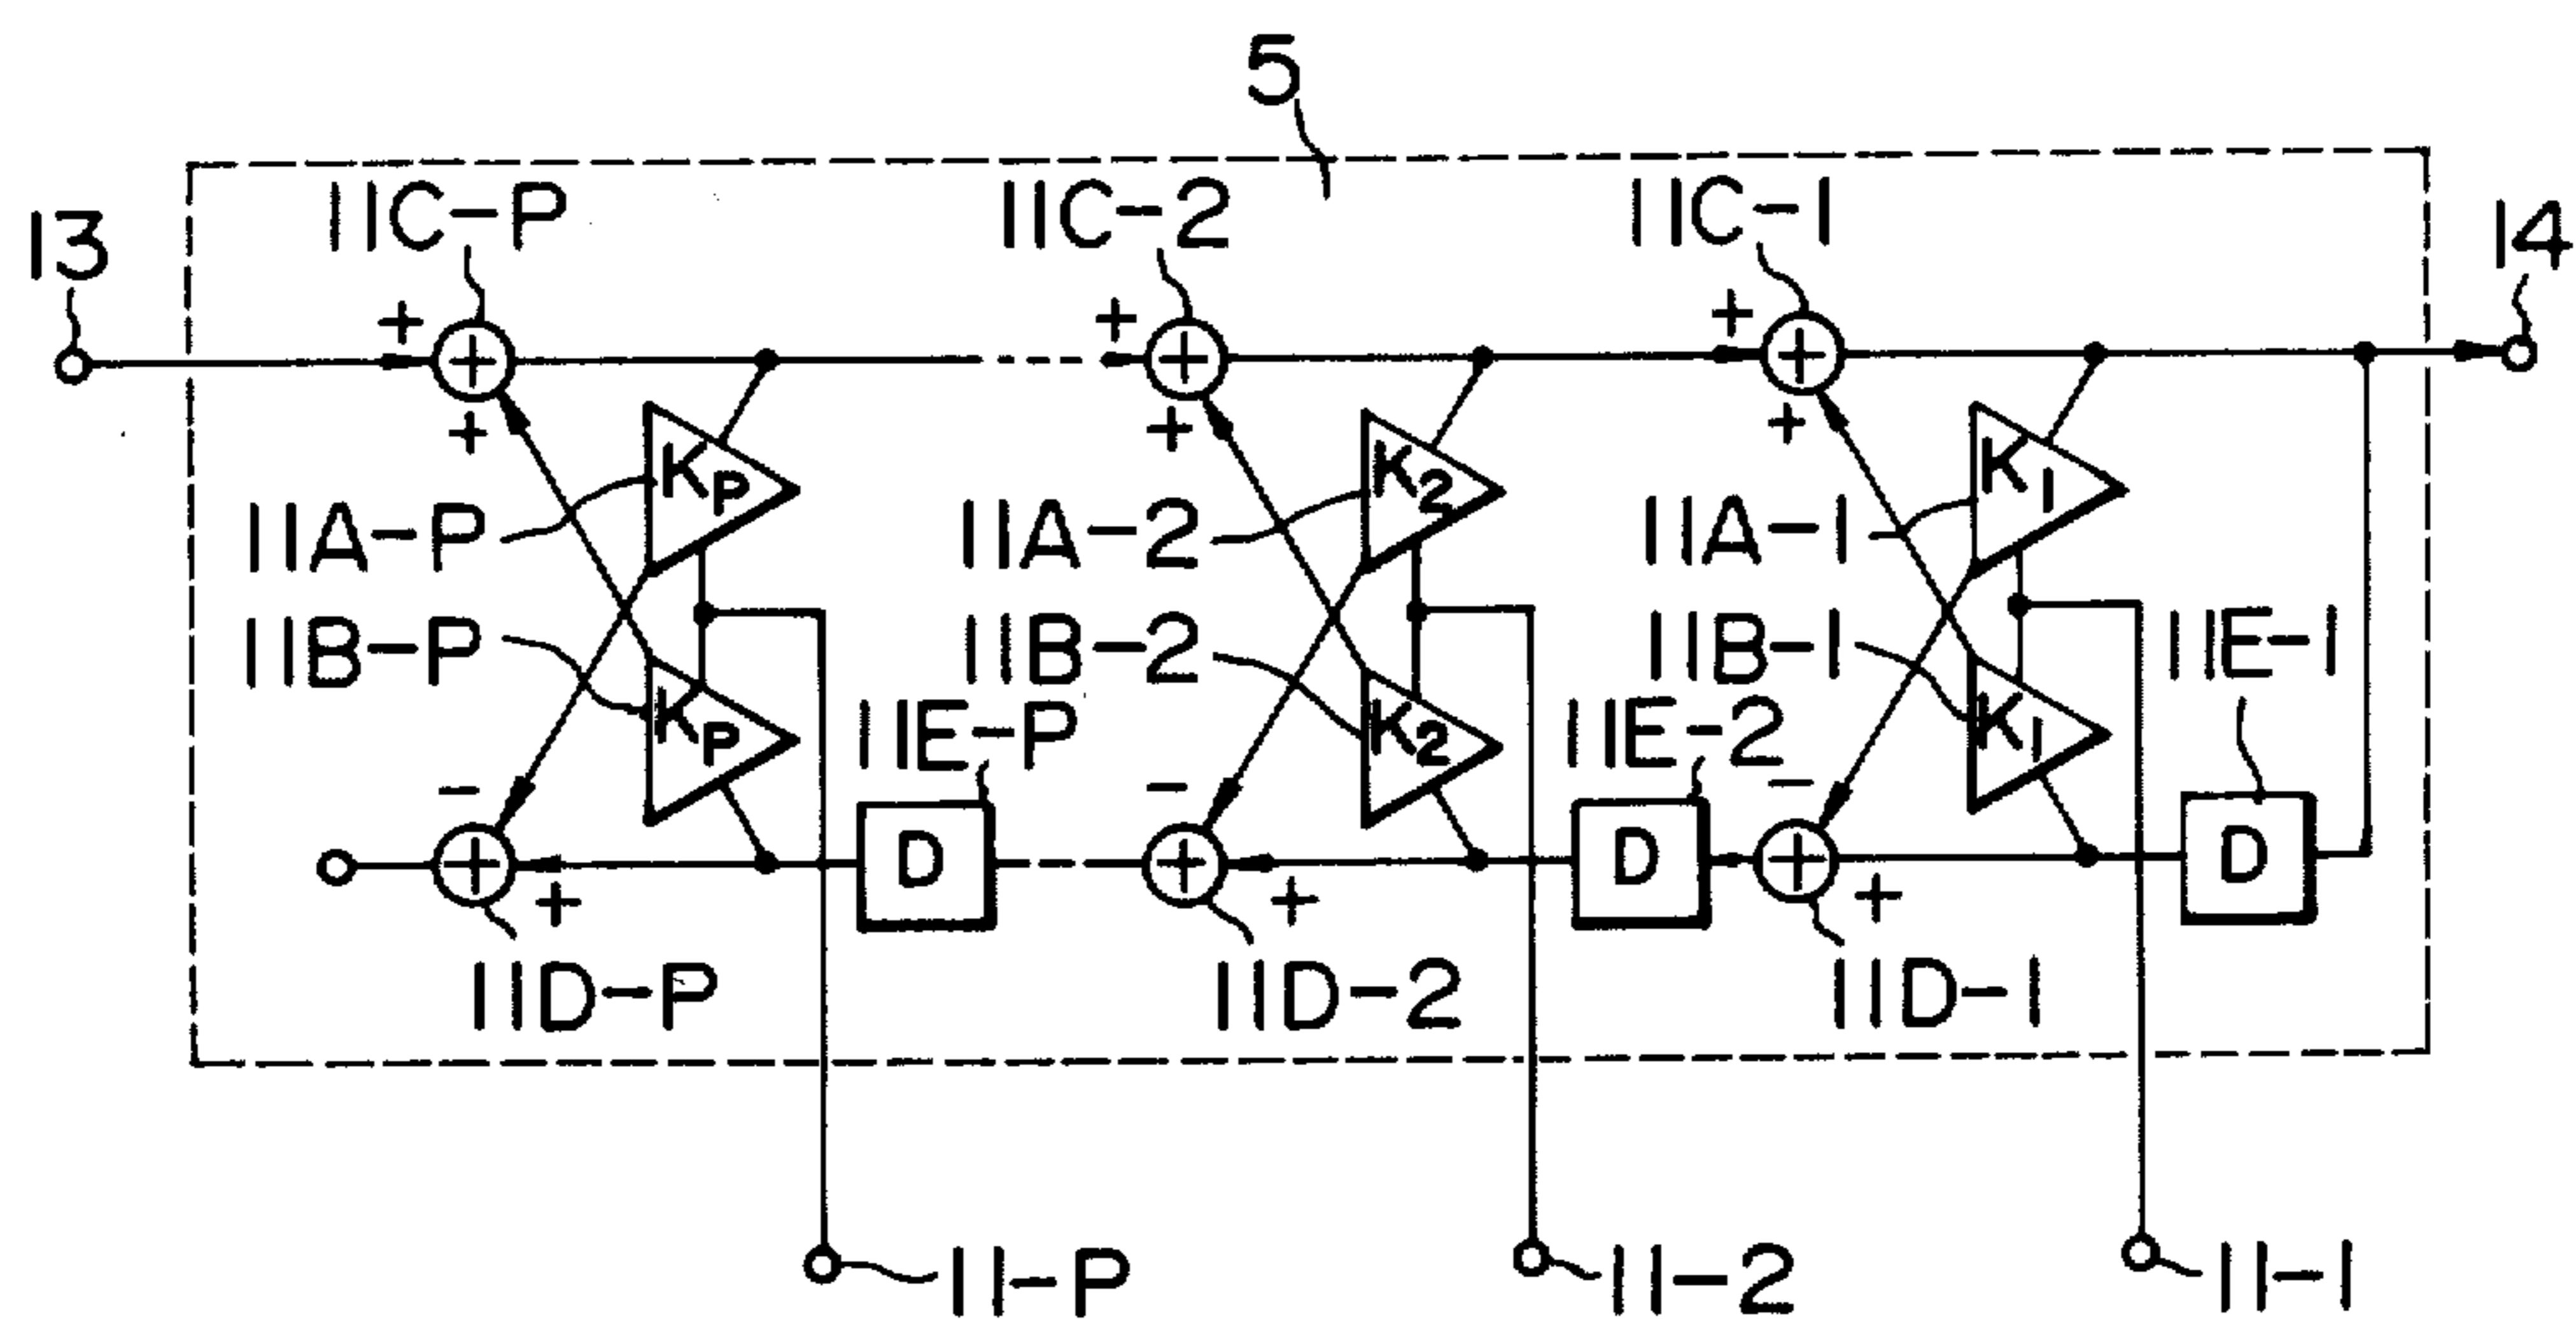 5
11C-P
11C-2
11C-1
13
14
+
+
+
+
+
+
+
+
+
KP
K2
K1
11A-P
11A-2
11A-1
11B-P
11B-2
11B-1
11E-1
KP
K2
K1
11E-P
11E-2
-
-
-
D
D
D
+
+
+
+
+
+
11D-P
11D-2
11D-1
11-P
11-2
11-1